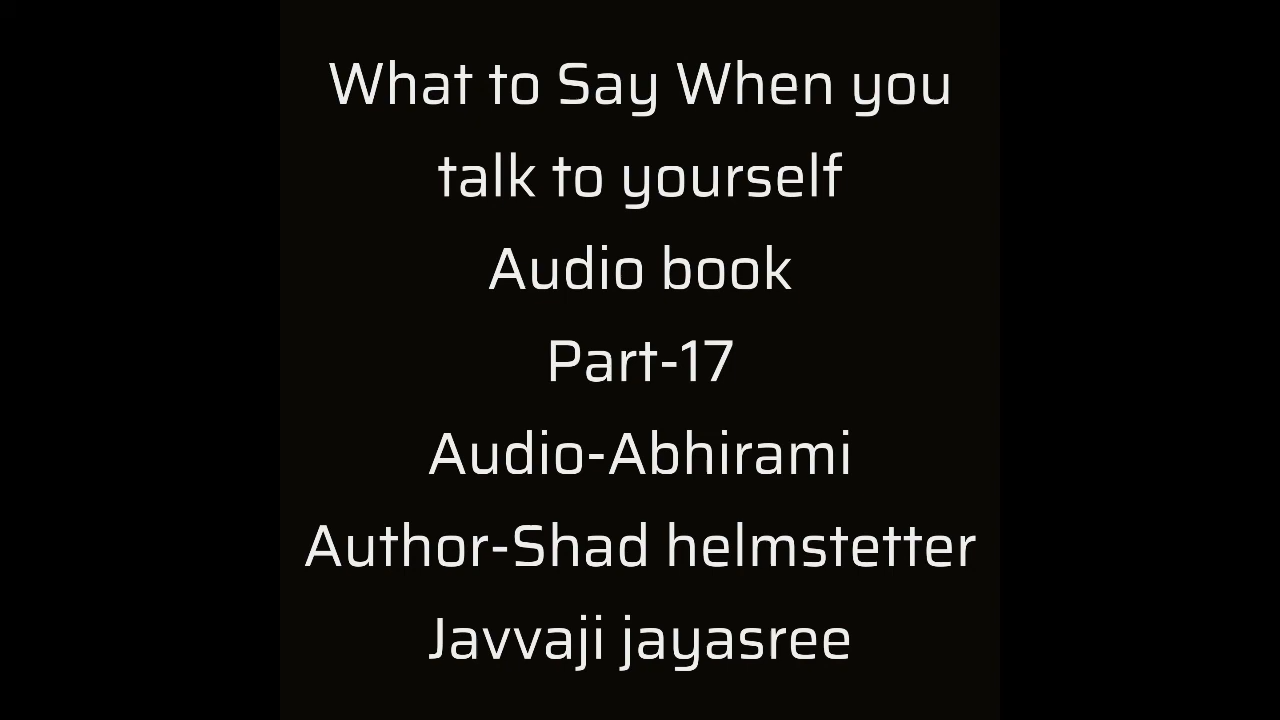 What to Say When you
talk to yourself
Audio book
Part-17
Audio-Abhirami
Author-Shad helmstetter
Javvaji jayasree